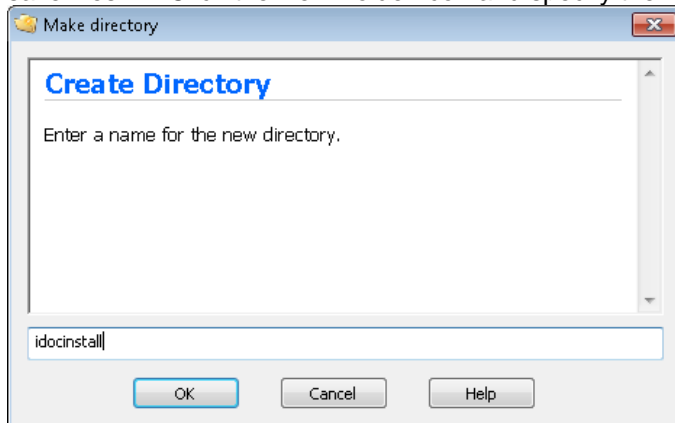 Make directory
Create Directory
Enter a name for the new directory.
idocinstall
OK Cancel Help